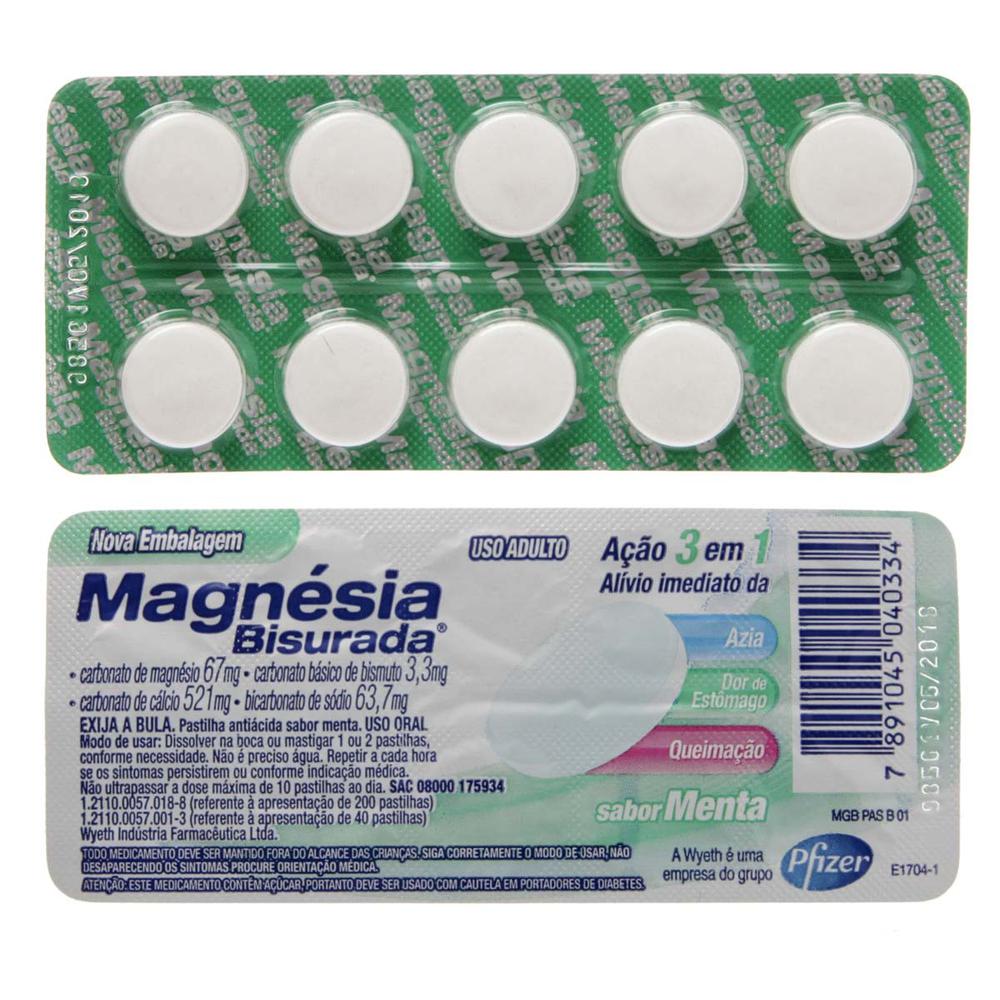 Magnésia
Bisurada
Nova Embalagem
Magnésia
Bisurada®
• carbonato de magnésio 67mg • carbonato básico de bismuto 3,3mg
• carbonato de cálcio 521mg • bicarbonato de sódio 63,7mg
EXIJA A BULA. Pastilha antiácida sabor menta. USO ORAL
Modo de usar: Dissolver na boca ou mastigar 1 ou 2 pastilhas,
conforme necessidade. Não é preciso água. Repetir a cada hora
se os sintomas persistirem ou conforme indicação médica.
Não ultrapassar a dose máxima de 10 pastilhas ao dia. SAC 08000 175934
1.2110.0057.018-8 (referente à apresentação de 200 pastilhas)
1.2110.0057.001-3 (referente à apresentação de 40 pastilhas)
Wyeth Indústria Farmacêutica Ltda.
TODO MEDICAMENTO DEVE SER MANTIDO FORA DO ALCANCE DAS CRIANÇAS. SIGA CORRETAMENTE O MODO DE USAR, NÃO
DESAPARECENDO OS SINTOMAS PROCURE ORIENTAÇÃO MÉDICA.
ATENÇÃO: ESTE MEDICAMENTO CONTÉM AÇÚCAR, PORTANTO DEVE SER USADO COM CAUTELA EM PORTADORES DE DIABETES.
USO ADULTO
Ação 3 em 1
Alívio imediato da
Azia
Dor de
Estômago
Queimação
sabor Menta
A Wyeth é uma
empresa do grupo
Pfizer
7 891045 040334
MGB PAS B 01
E1704-1